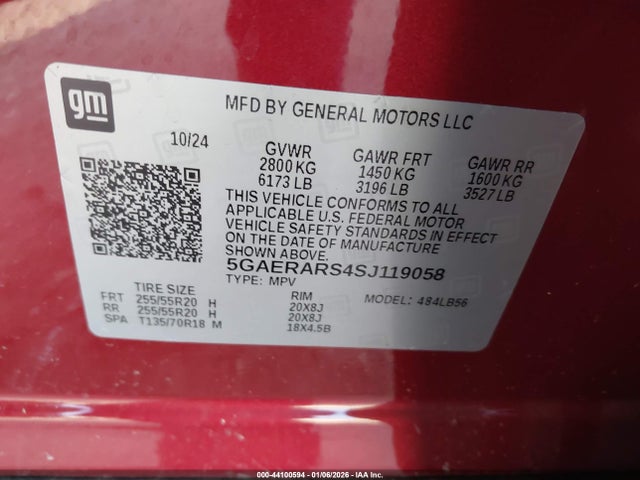 gm
MFD BY GENERAL MOTORS LLC
10/24
GVWR GAWR FRT GAWR RR
2800 KG 1450 KG 1600 KG
6173 LB 3196 LB 3527 LB
THIS VEHICLE CONFORMS TO ALL
APPLICABLE U.S. FEDERAL MOTOR
VEHICLE SAFETY STANDARDS IN EFFECT
ON THE DATE OF MANUFACTURE
SHOWN ABOVE.
5GAERARS4SJ119058
TYPE: MPV MODEL: 484LB56
TIRE SIZE RIM
FRT 255/55R20 H 20X8J
RR 255/55R20 H 20X8J
SPA T135/70R18 M 18X4.5B
000-44100594 - 01/06/2026 - IAA Inc.